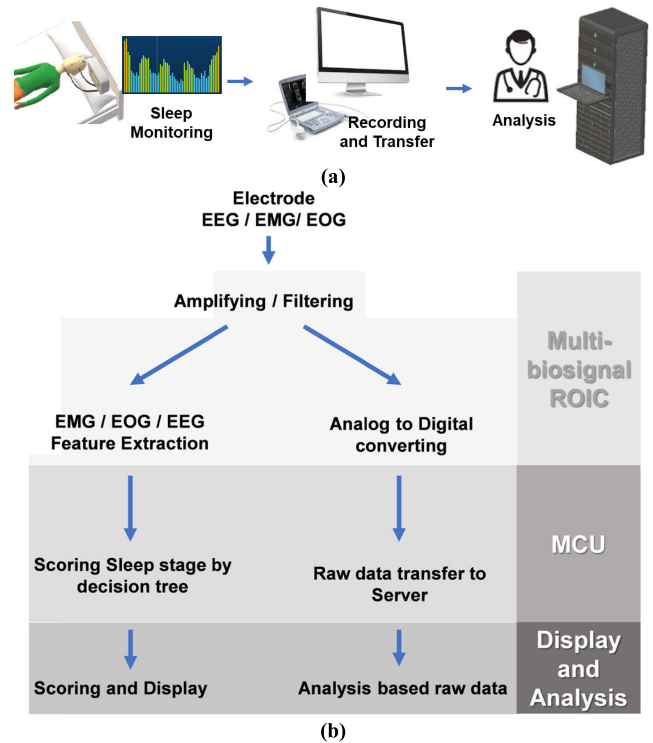 Sleep
Monitoring
Recording
and Transfer
Analysis
(a)
Electrode
EEG / EMG/ EOG
Amplifying / Filtering
Multi-
biosignal
ROIC
EMG / EOG / EEG
Feature Extraction
Analog to Digital
converting
MCU
Scoring Sleep stage by
decision tree
Raw data transfer to
Server
Display
and
Analysis
Scoring and Display
Analysis based raw data
(b)